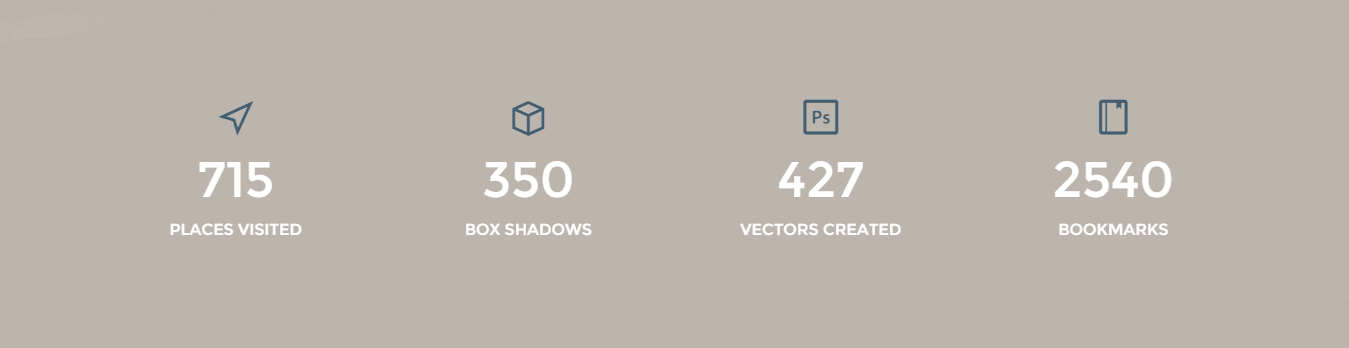 Ps
715
350
427
2540
PLACES VISITED
BOX SHADOWS
VECTORS CREATED
BOOKMARKS